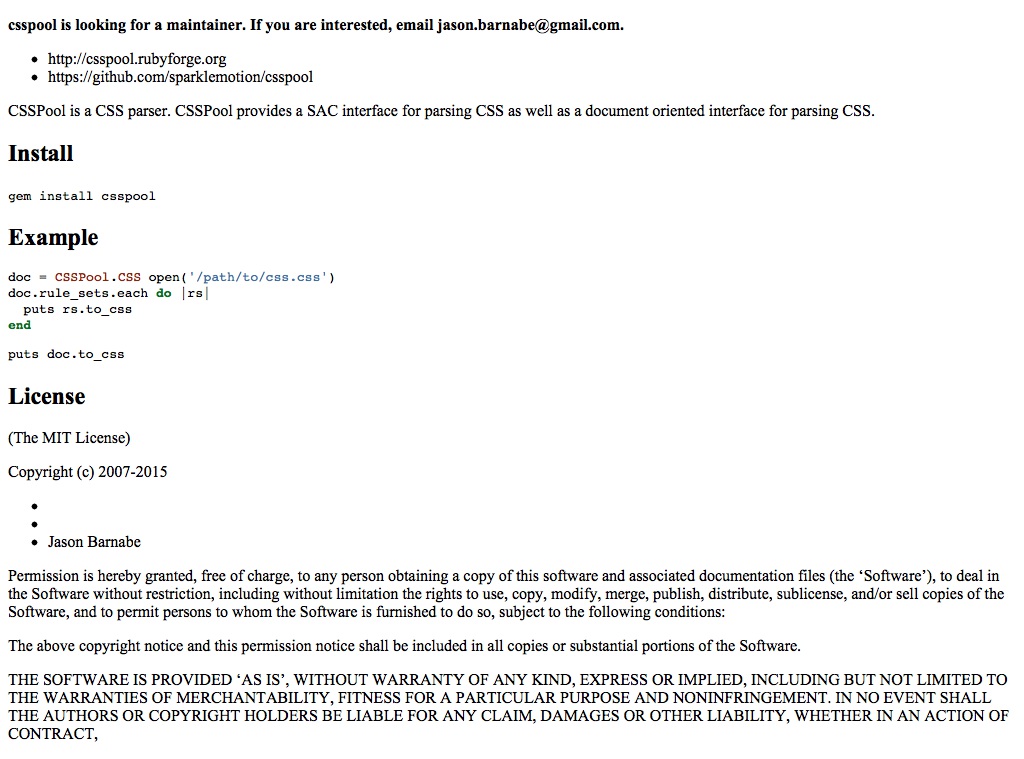 csspool is looking for a maintainer. If you are interested, email jason.barnabe@gmail.com.
• http://csspool.rubyforge.org
• https://github.com/sparklemotion/csspool
CSSPool is a CSS parser. CSSPool provides a SAC interface for parsing CSS as well as a document oriented interface for parsing CSS.
Install
gem install csspool
Example
doc = CSSPool.CSS open('/path/to/css.css')
doc.rule_sets.each do |rs|
  puts rs.to_css
end
puts doc.to_css
License
(The MIT License)
Copyright (c) 2007-2015
•
•
• Jason Barnabe
Permission is hereby granted, free of charge, to any person obtaining a copy of this software and associated documentation files (the ‘Software’), to deal in
the Software without restriction, including without limitation the rights to use, copy, modify, merge, publish, distribute, sublicense, and/or sell copies of the
Software, and to permit persons to whom the Software is furnished to do so, subject to the following conditions:
The above copyright notice and this permission notice shall be included in all copies or substantial portions of the Software.
THE SOFTWARE IS PROVIDED ‘AS IS’, WITHOUT WARRANTY OF ANY KIND, EXPRESS OR IMPLIED, INCLUDING BUT NOT LIMITED TO
THE WARRANTIES OF MERCHANTABILITY, FITNESS FOR A PARTICULAR PURPOSE AND NONINFRINGEMENT. IN NO EVENT SHALL
THE AUTHORS OR COPYRIGHT HOLDERS BE LIABLE FOR ANY CLAIM, DAMAGES OR OTHER LIABILITY, WHETHER IN AN ACTION OF
CONTRACT,